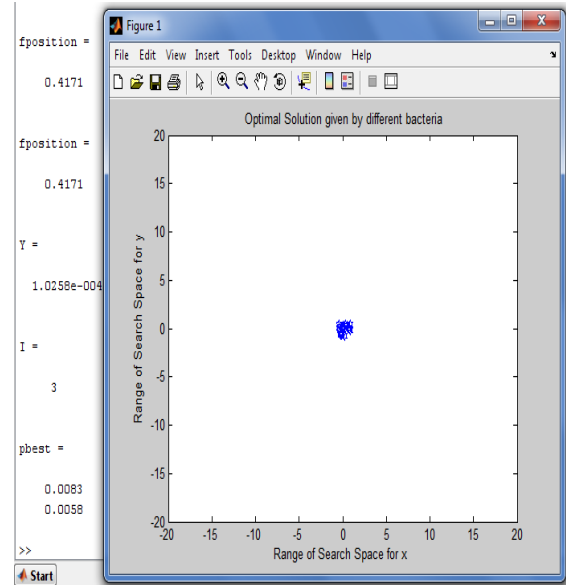 fposition =
0.4171
fposition =
0.4171
Y =
1.0258e-004
I =
3
pbest =
0.0083
0.0058
>>
Start
Figure 1
File Edit View Insert Tools Desktop Window Help
Optimal Solution given by different bacteria
Range of Search Space for y
20
15
10
5
0
-5
-10
-15
-20
-20 -15 -10 -5 0 5 10 15 20
Range of Search Space for x